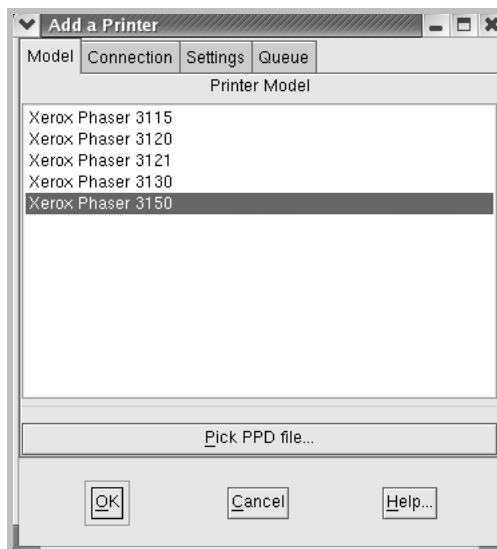 Add a Printer
Model Connection Settings Queue
Printer Model
Xerox Phaser 3115
Xerox Phaser 3120
Xerox Phaser 3121
Xerox Phaser 3130
Xerox Phaser 3150
Pick PPD file...
OK Cancel Help...